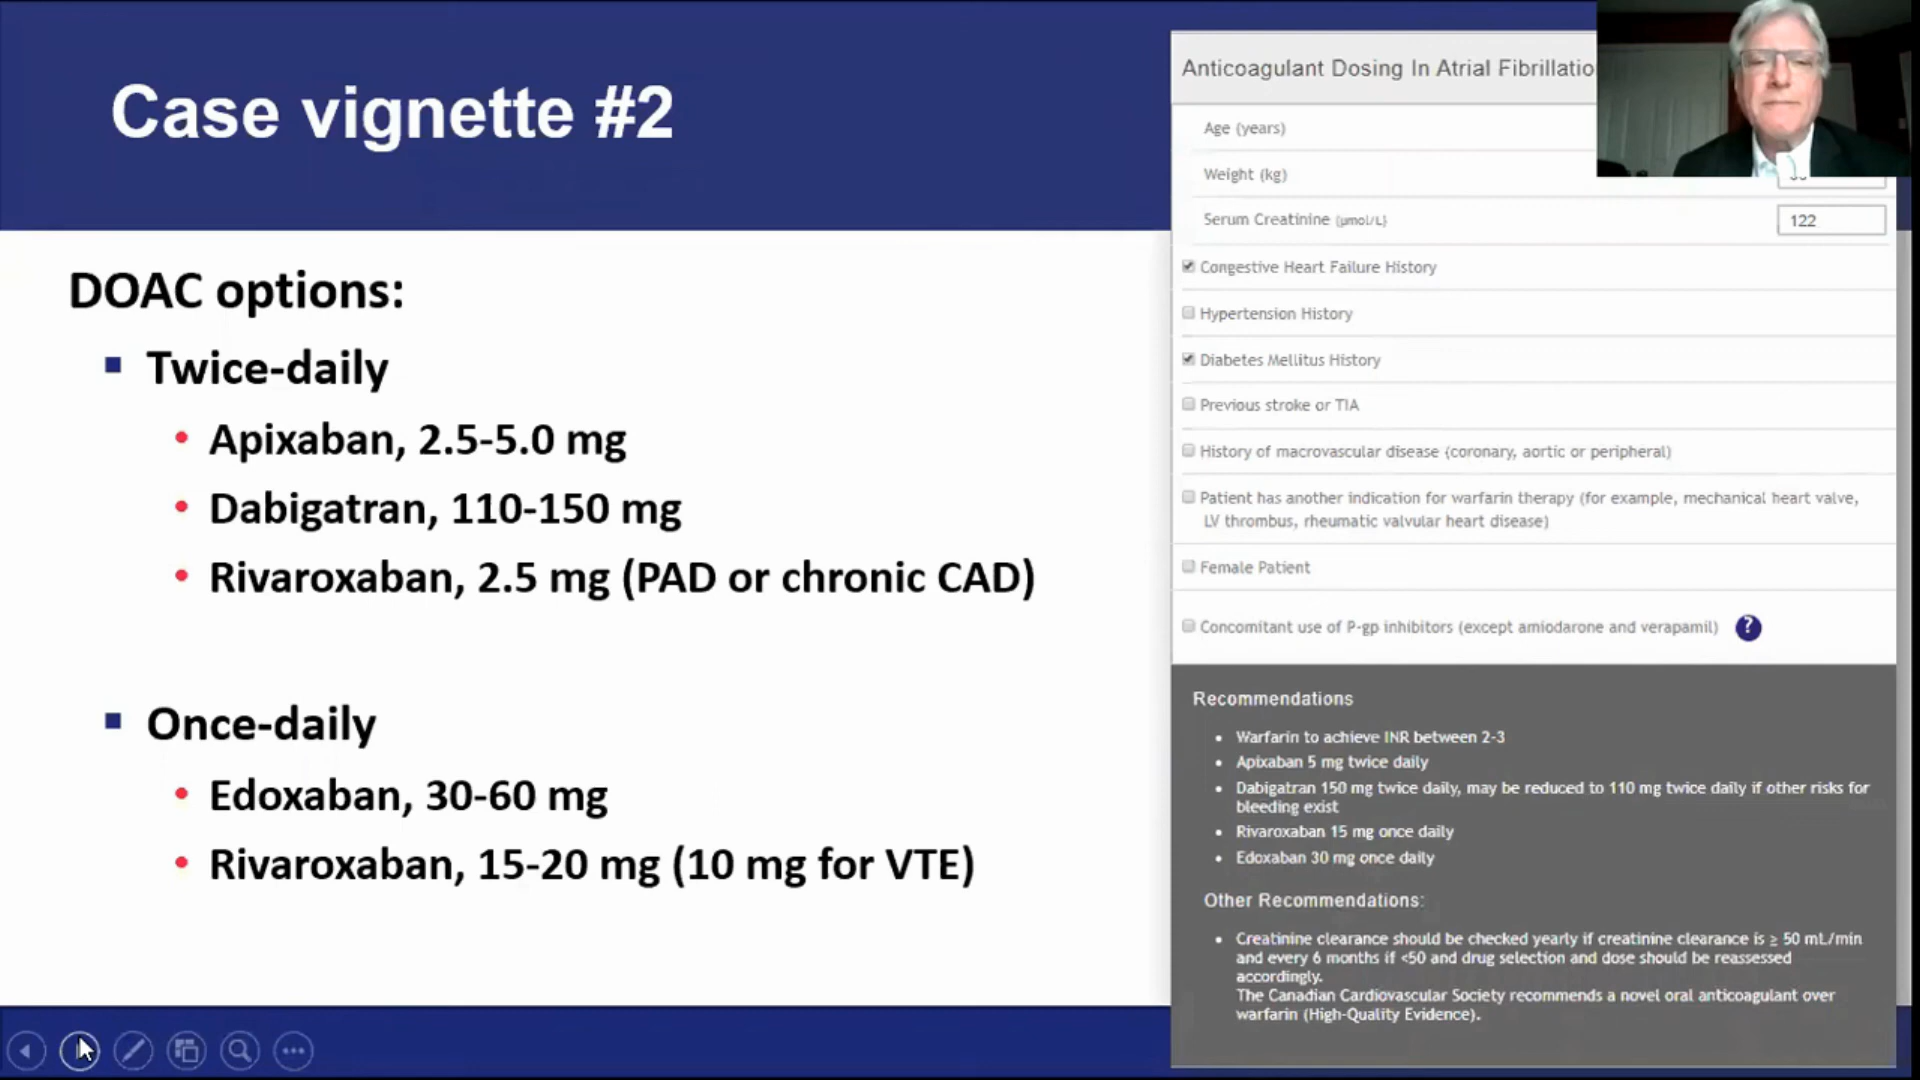 Case vignette #2
DOAC options:
Twice-daily
Apixaban, 2.5-5.0 mg
Dabigatran, 110-150 mg
Rivaroxaban, 2.5 mg (PAD or chronic CAD)
Once-daily
Edoxaban, 30-60 mg
Rivaroxaban, 15-20 mg (10 mg for VTE)
Anticoagulant Dosing In Atrial
Age (years)
Weight (kg)
Serum Creatinine (µmol/L)
122
Congestive Heart Failure History
Hypertension History
Diabetes Mellitus History
Previous stroke or TIA
History of macrovascular disease (coronary, aortic or peripheral)
Patient has another indication for warfarin therapy (for example, mechanical heart valve,
LV thrombus, rheumatic valvular heart disease)
Female Patient
Concomitant use of P-gp inhibitors (except amiodarone and verapamil)
?
Recommendations
Warfarin to achieve INR between 2-3
Apixaban 5 mg twice daily
Dabigatran 150 mg twice daily, may be reduced to 110 mg twice daily if other risks for
bleeding exist
Rivaroxaban 15 mg once daily
Edoxaban 30 mg once daily
Other Recommendations:
Creatinine clearance should be checked yearly if creatinine clearance is ≥ 50 mL/min
and every 6 months if <50 and drug selection and dose should be reassessed
accordingly.
The Canadian Cardiovascular Society recommends a novel oral anticoagulant over
warfarin (High-Quality Evidence).